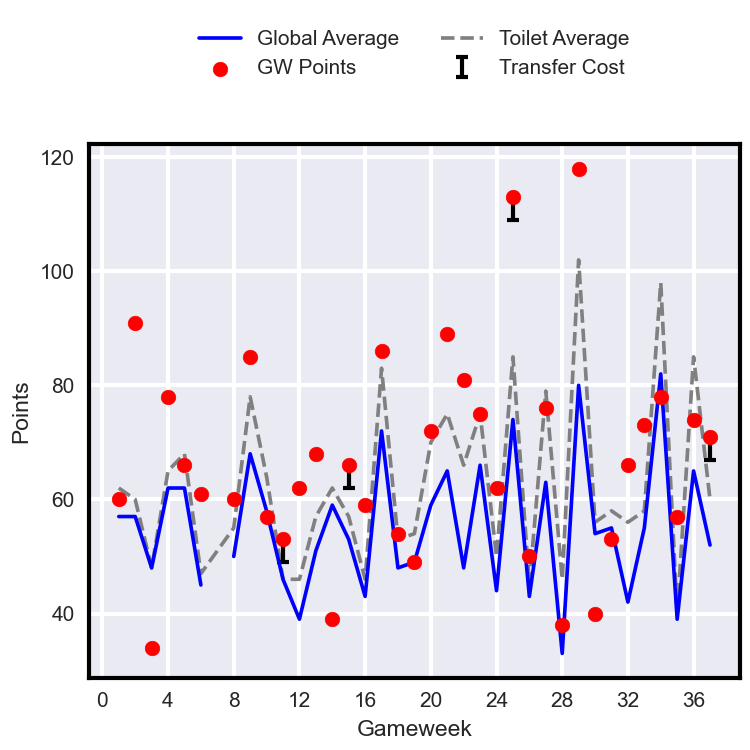 Global Average
Toilet Average
GW Points
Transfer Cost
120
100
80
60
40
Points
0 4 8 12 16 20 24 28 32 36
Gameweek